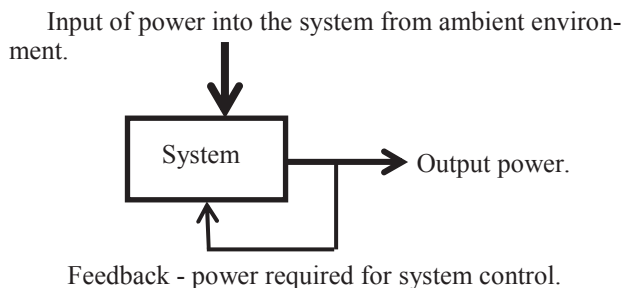 Input of power into the system from ambient environ-
ment.
System
Output power.
Feedback - power required for system control.